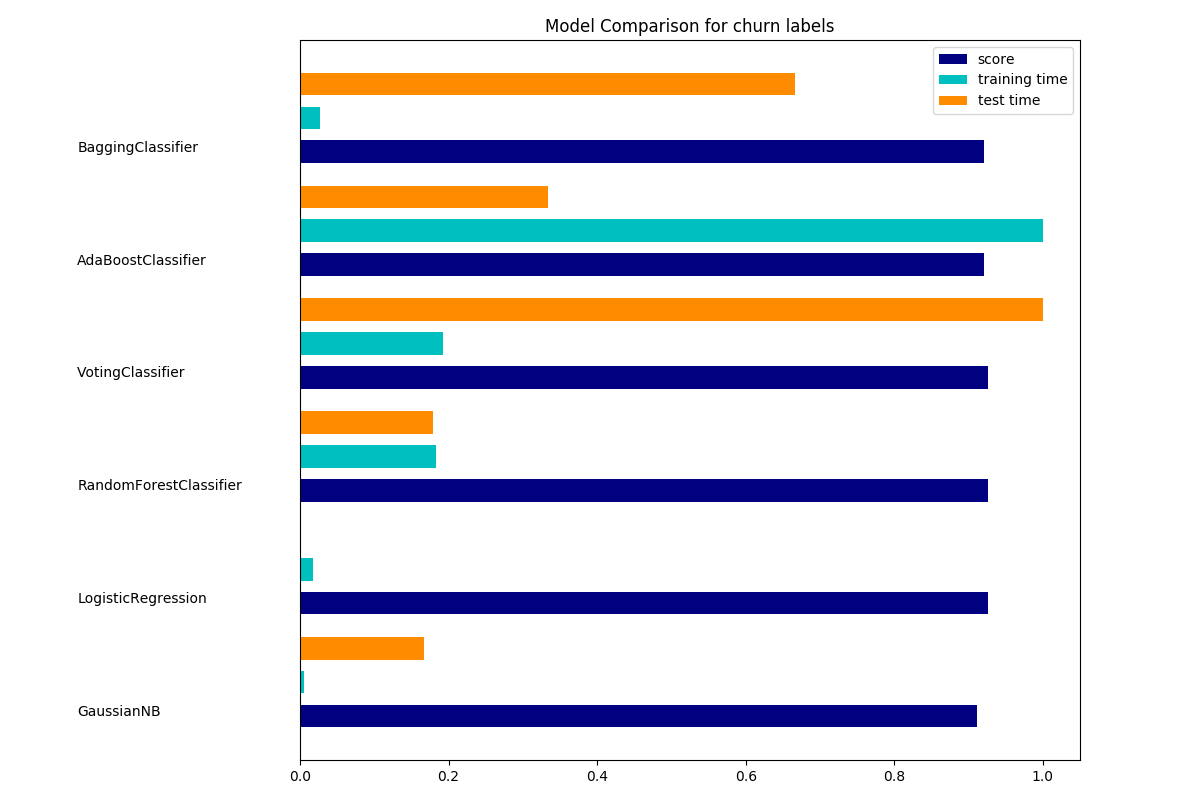 Model Comparison for churn labels
score
training time
test time
BaggingClassifier
AdaBoostClassifier
VotingClassifier
RandomForestClassifier
LogisticRegression
GaussianNB
0.0 0.2 0.4 0.6 0.8 1.0